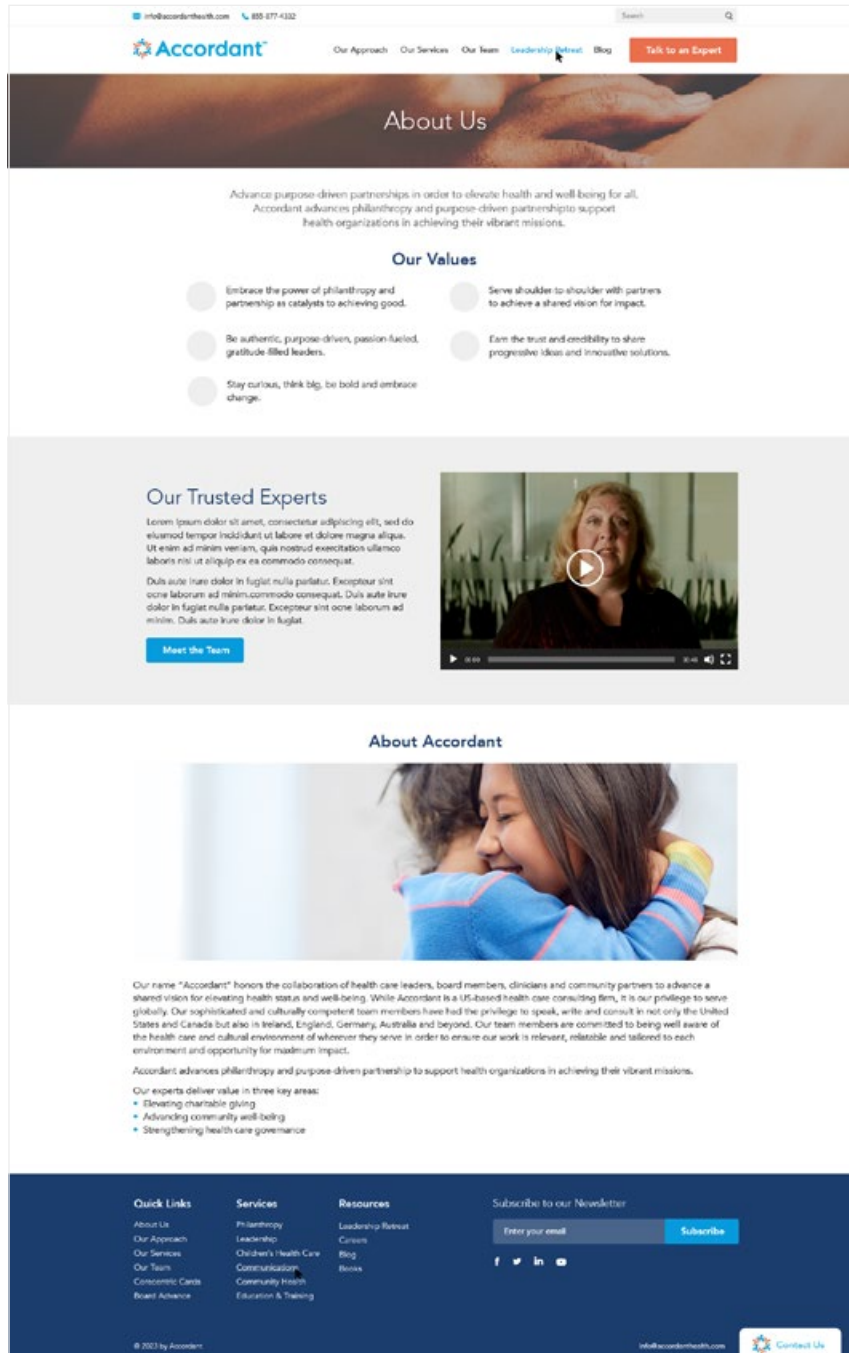 info@accordanthealth.com 855-877-4332 Search
Accordant™ Our Approach Our Services Our Team Leadership Retreat Blog Talk to an Expert
About Us
Advance purpose-driven partnerships in order to elevate health and well-being for all.
Accordant advances philanthropy and purpose-driven partnershipto support
health organizations in achieving their vibrant missions.
Our Values
Embrace the power of philanthropy and
partnership as catalysts to achieving good.
Serve shoulder to shoulder with partners
to achieve a shared vision for impact.
Be authentic, purpose-driven, passion-fueled,
gratitude-filled leaders.
Earn the trust and credibility to share
progressive ideas and innovative solutions.
Stay curious, think big, be bold and embrace
change.
Our Trusted Experts
Lorem ipsum dolor sit amet, consectetur adipiscing elit, sed do
eiusmod tempor incididunt ut labore et dolore magna aliqua.
Ut enim ad minim veniam, quis nostrud exercitation ullamco
laboris nisi ut aliquip ex ea commodo consequat.
Duis aute irure dolor in fugiat nulla pariatur. Excepteur sint
ocne laborum ad minim.commodo consequat. Duis aute irure
dolor in fugiat nulla pariatur. Excepteur sint ocne laborum ad
minim. Duis aute irure dolor in fugiat.
Meet the Team
00:00
About Accordant
Our name "Accordant" honors the collaboration of health care leaders, board members, clinicians and community partners to advance a
shared vision for elevating health status and well-being. While Accordant is a US-based health care consulting firm, it is our privilege to serve
globally. Our sophisticated and culturally competent team members have had the privilege to speak, write and consult in not only the United
States and Canada but also in Ireland, England, Germany, Australia and beyond. Our team members are committed to being well aware of
the health care and cultural environment of wherever they serve in order to ensure our work is relevant, relatable and tailored to each
environment and opportunity for maximum impact.
Accordant advances philanthropy and purpose-driven partnership to support health organizations in achieving their vibrant missions.
Our experts deliver value in three key areas:
• Elevating charitable giving
• Advancing community well-being
• Strengthening health care governance
Quick Links
About Us
Our Approach
Our Services
Our Team
Concentric Cards
Board Advance
Services
Philanthropy
Leadership
Children's Health Care
Communications
Community Health
Education & Training
Resources
Leadership Retreat
Careers
Blog
Books
Subscribe to our Newsletter
Enter your email Subscribe
© 2023 by Accordant
info@accordanthealth.com
Contact Us